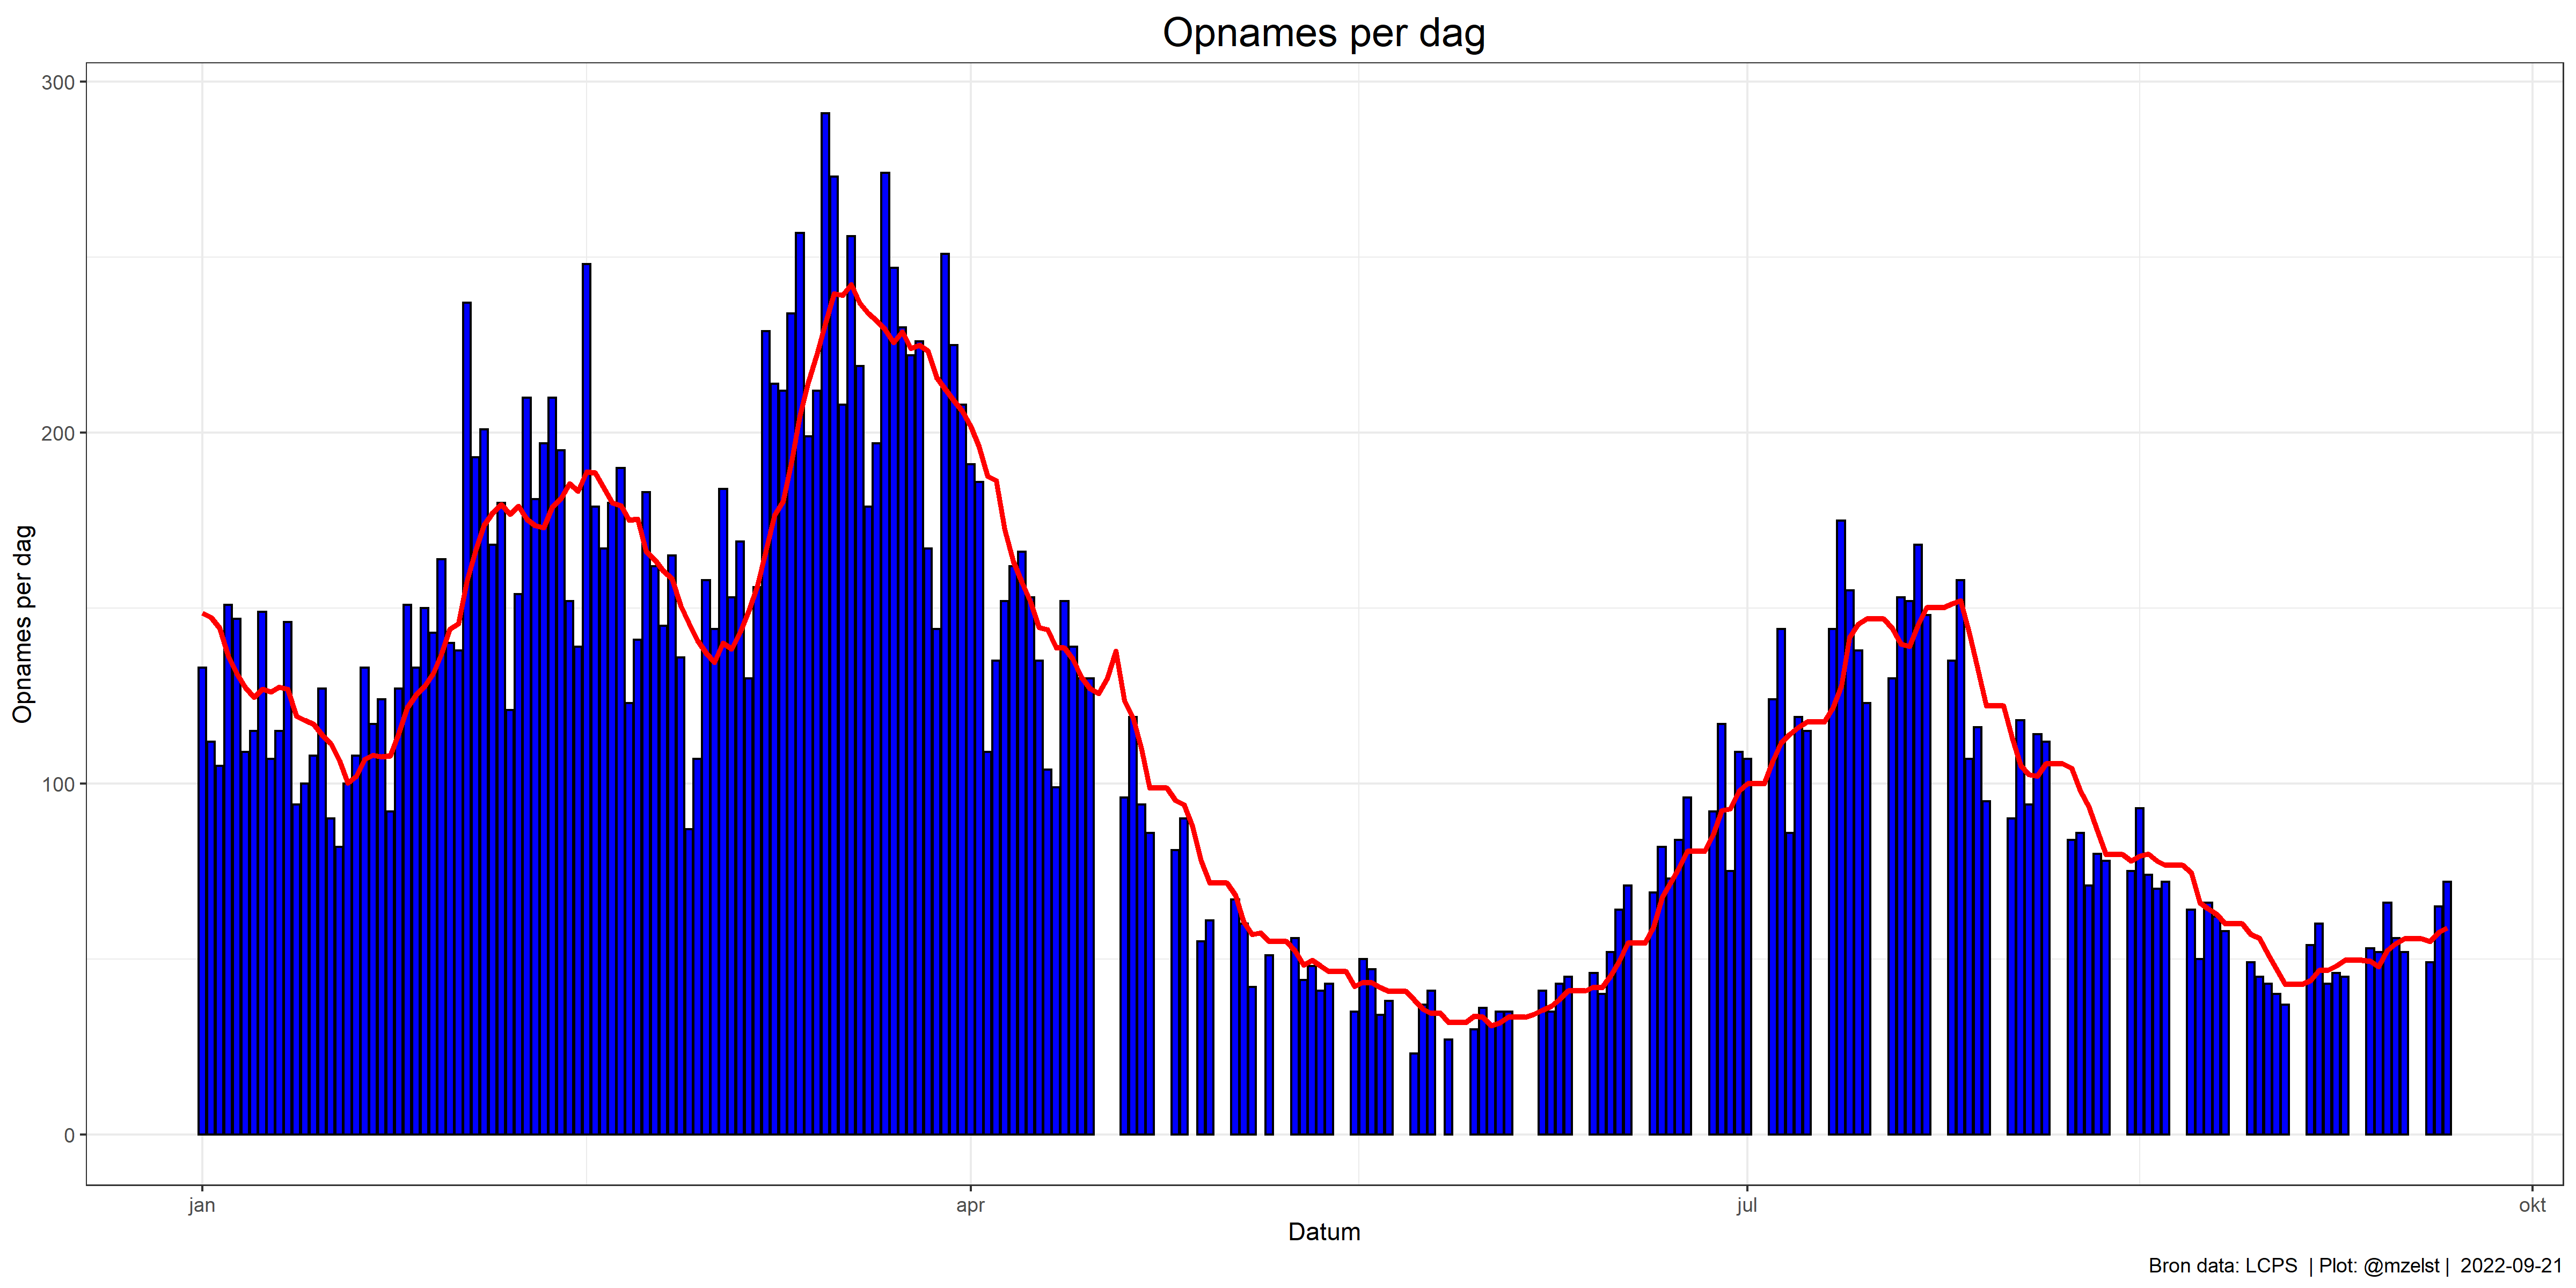 Opnames per dag
300
200
100
0
Opnames per dag
jan
apr
jul
okt
Datum
Bron data: LCPS | Plot: @mzelst | 2022-09-21